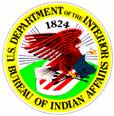 U.S. DEPARTMENT OF THE INTERIOR
1824
BUREAU OF INDIAN AFFAIRS